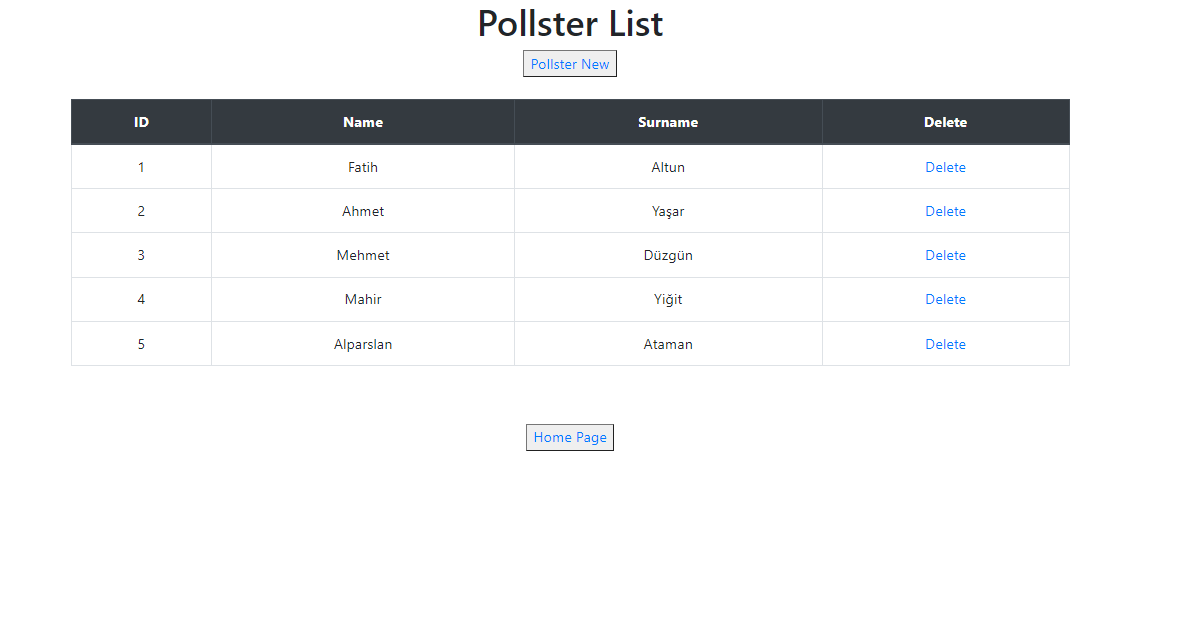 Pollster List
Pollster New
ID Name Surname Delete
1 Fatih Altun Delete
2 Ahmet Yaşar Delete
3 Mehmet Düzgün Delete
4 Mahir Yiğit Delete
5 Alparslan Ataman Delete
Home Page